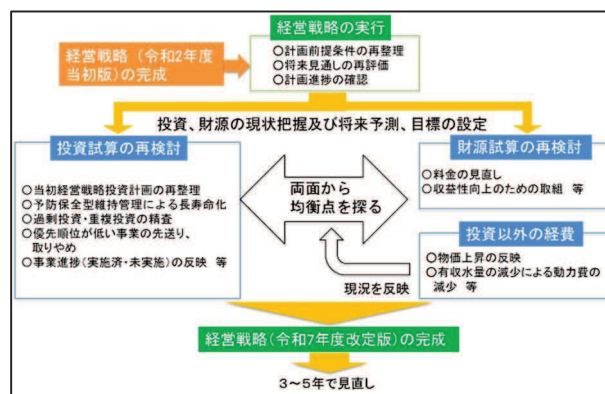 経営戦略の実行
経営戦略（令和2年度
当初版）の完成
○計画前提条件の再整理
○将来見通しの再評価
○計画進捗の確認
投資、財源の現状把握及び将来予測、目標の設定
投資試算の再検討
○当初経営戦略投資計画の再整理
○予防保全型維持管理による長寿命化
○過剰投資・重複投資の精査
○優先順位が低い事業の先送り、
取りやめ
○事業進捗（実施済・未実施）の反映 等
両面から
均衡点を探る
財源試算の再検討
○料金の見直し
○収益性向上のための取組 等
投資以外の経費
○物価上昇の反映
○有収水量の減少による動力費の
減少 等
現況を反映
経営戦略（令和7年度改定版）の完成
3～5年で見直し